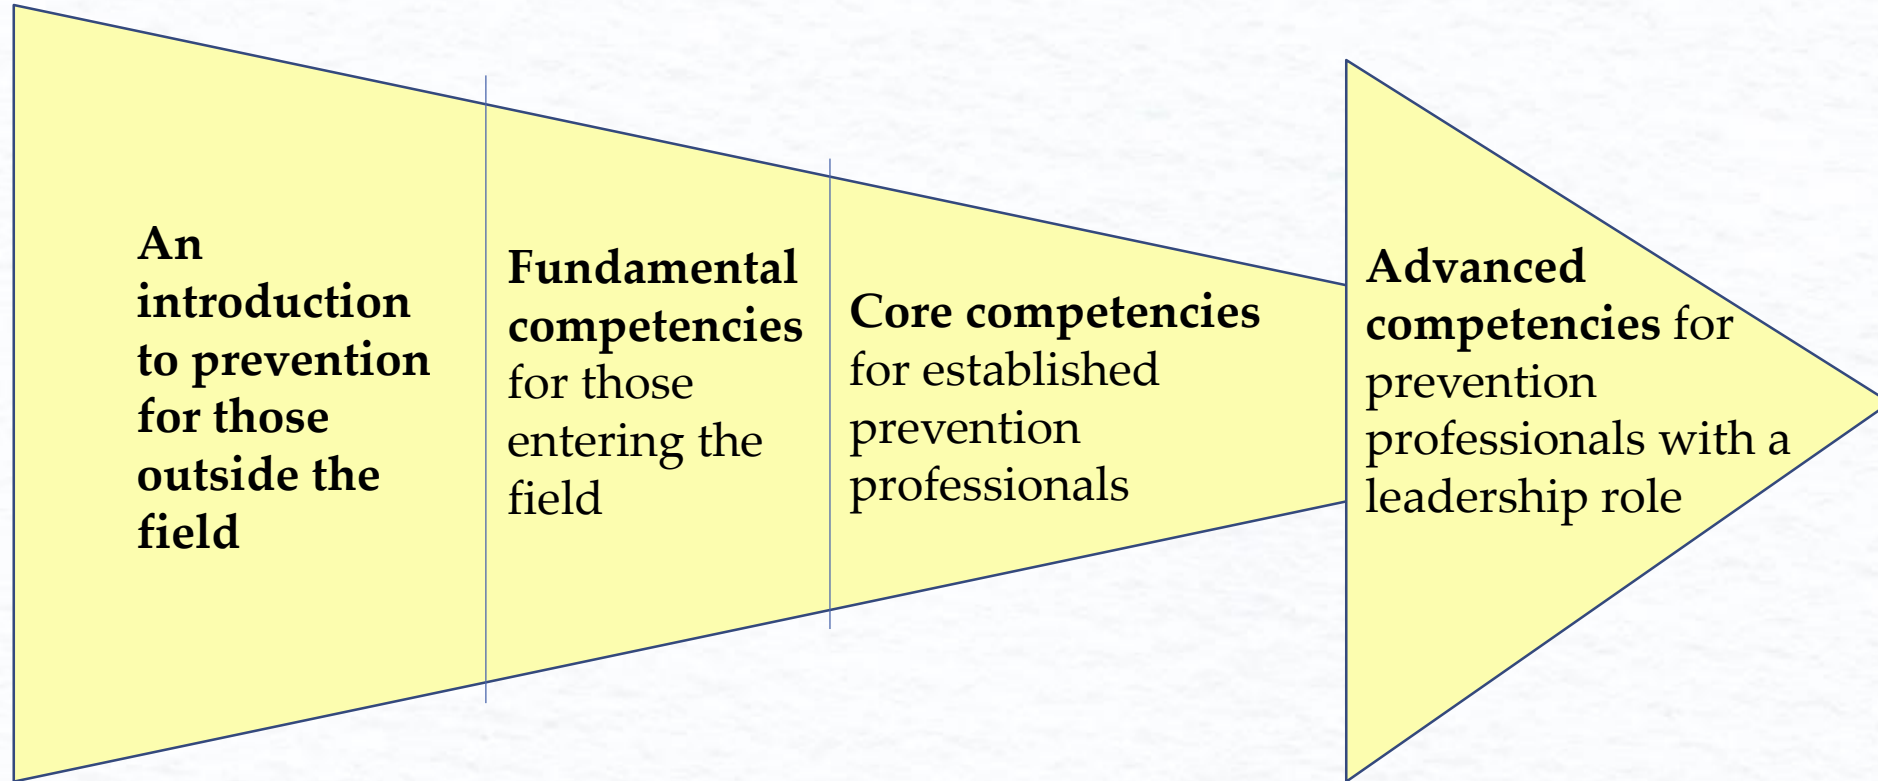 An
introduction
to prevention
for those
outside the
field
Fundamental
competencies
for those
entering the
field
Core competencies
for established
prevention
professionals
Advanced
competencies for
prevention
professionals with a
leadership role